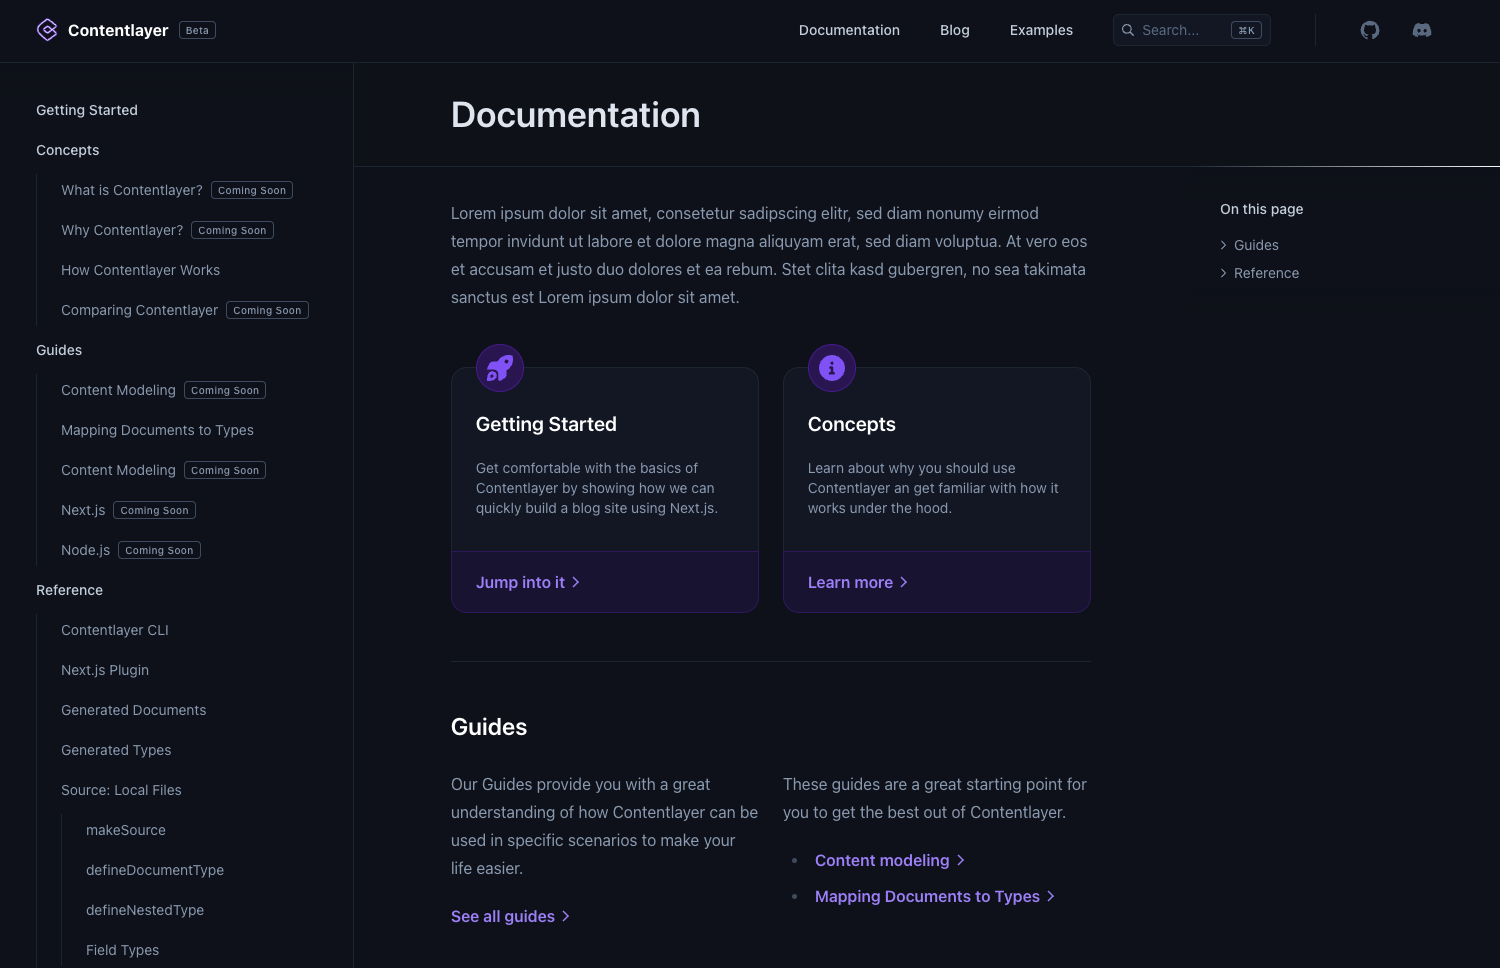 Contentlayer Beta
Documentation
Blog
Examples
Search... ⌘K
Getting Started
Concepts
What is Contentlayer? Coming Soon
Why Contentlayer? Coming Soon
How Contentlayer Works
Comparing Contentlayer Coming Soon
Guides
Content Modeling Coming Soon
Mapping Documents to Types
Content Modeling Coming Soon
Next.js Coming Soon
Node.js Coming Soon
Reference
Contentlayer CLI
Next.js Plugin
Generated Documents
Generated Types
Source: Local Files
makeSource
defineDocumentType
defineNestedType
Field Types
Documentation
Lorem ipsum dolor sit amet, consetetur sadipscing elitr, sed diam nonumy eirmod
tempor invidunt ut labore et dolore magna aliquyam erat, sed diam voluptua. At vero eos
et accusam et justo duo dolores et ea rebum. Stet clita kasd gubergren, no sea takimata
sanctus est Lorem ipsum dolor sit amet.
Getting Started
Get comfortable with the basics of
Contentlayer by showing how we can
quickly build a blog site using Next.js.
Jump into it
Concepts
Learn about why you should use
Contentlayer an get familiar with how it
works under the hood.
Learn more
Guides
Our Guides provide you with a great
understanding of how Contentlayer can be
used in specific scenarios to make your
life easier.
See all guides
These guides are a great starting point for
you to get the best out of Contentlayer.
Content modeling
Mapping Documents to Types
On this page
Guides
Reference